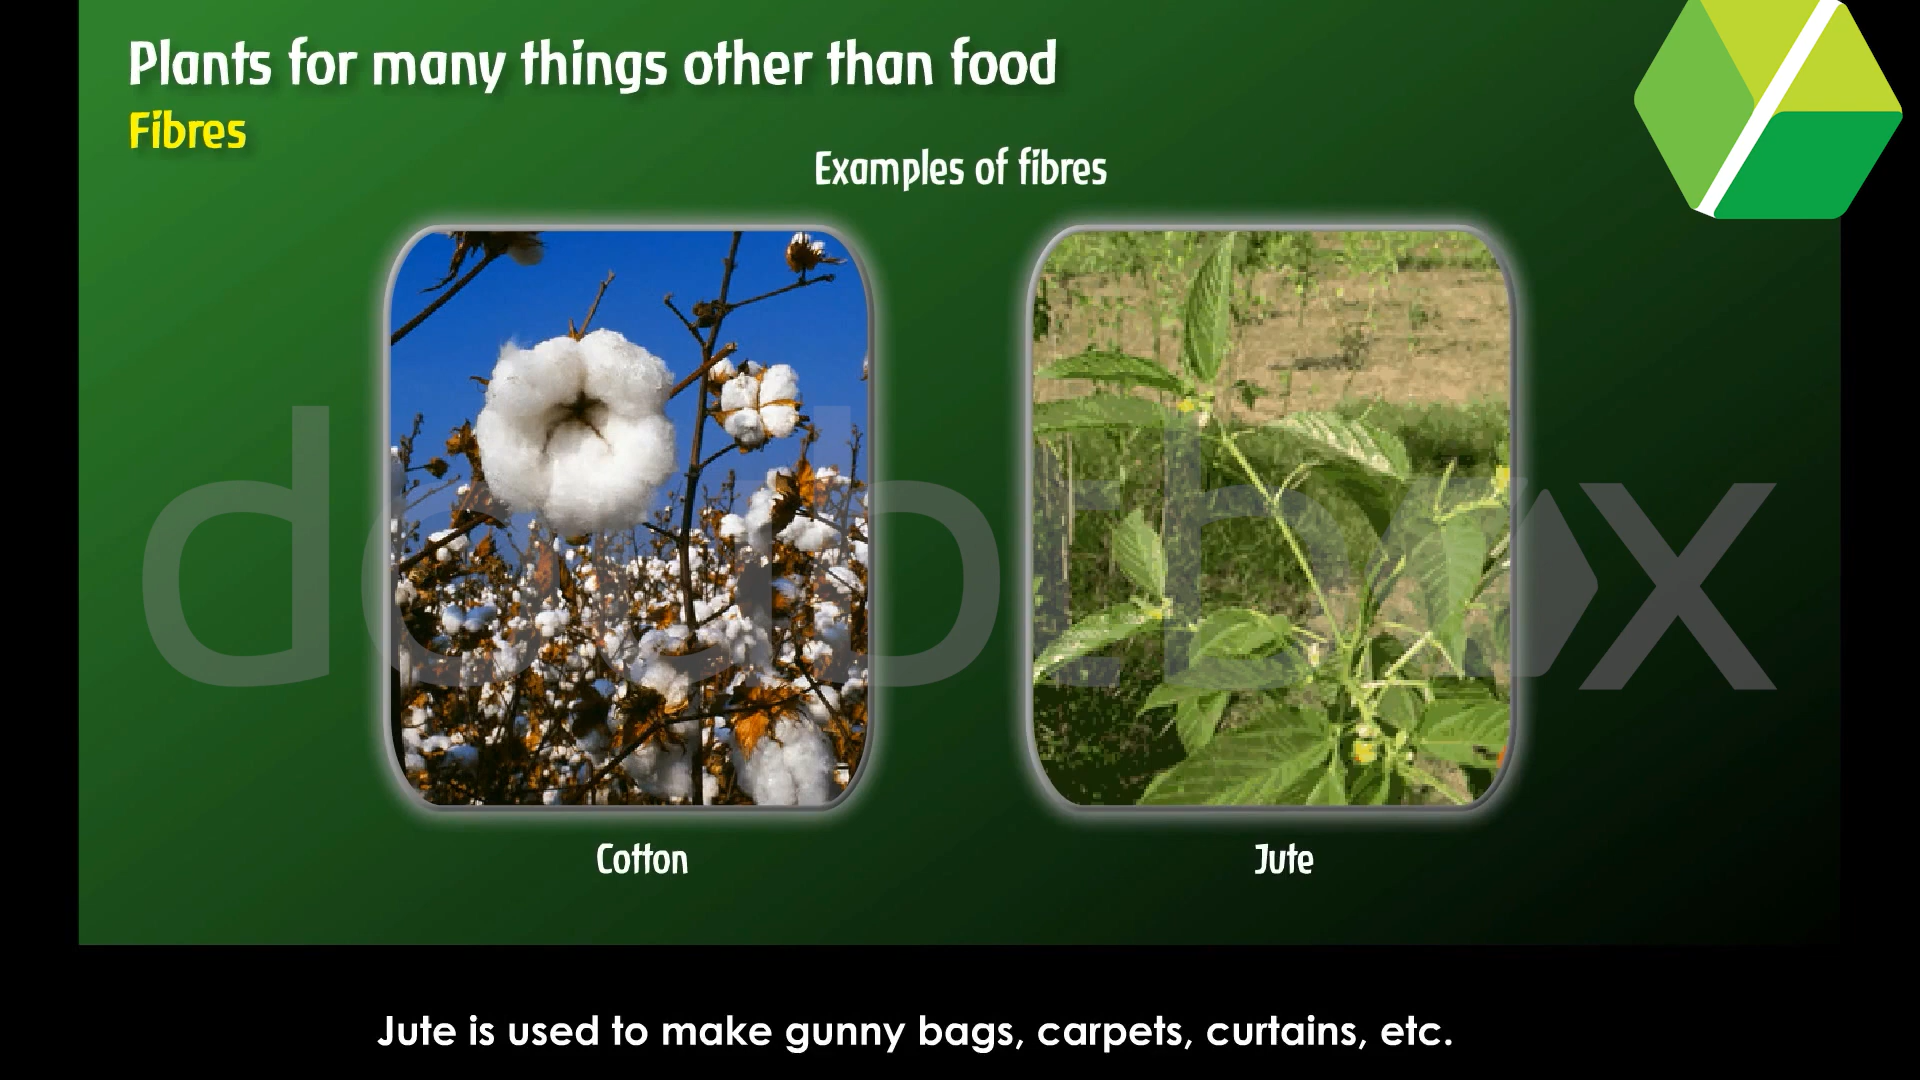 Plants for many things other than food
Fibres
Examples of fibres
Cotton
Jute
Jute is used to make gunny bags, carpets, curtains, etc.